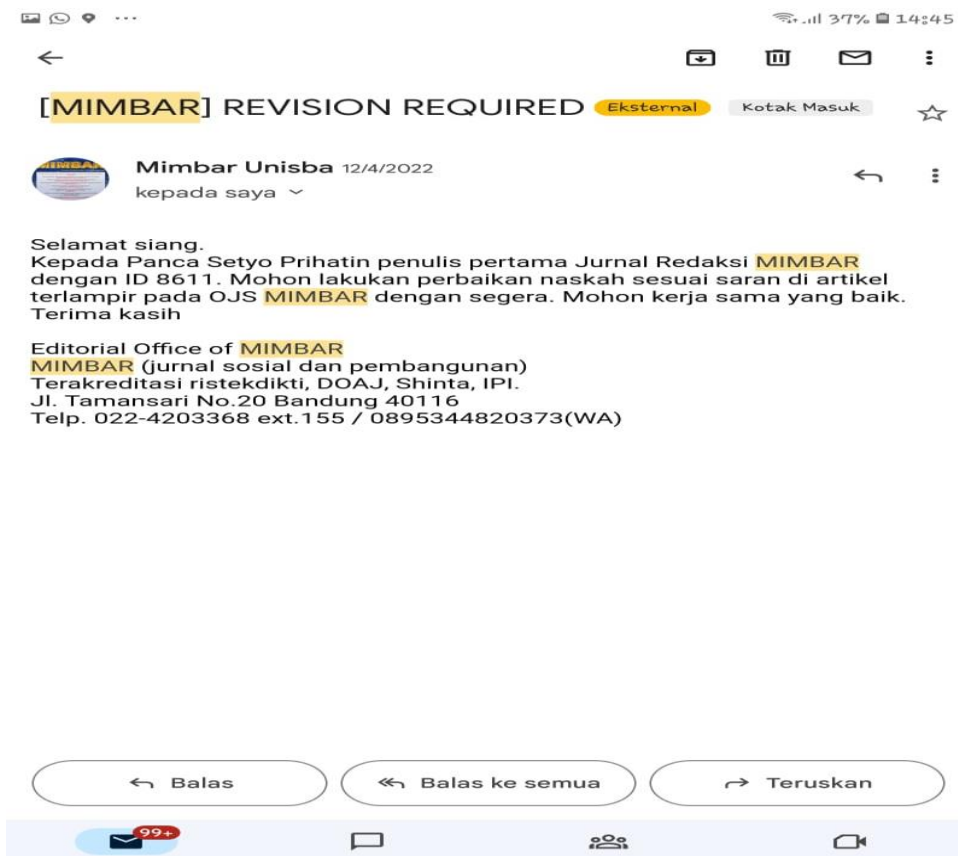 37% 14:45
[MIMBAR] REVISION REQUIRED Eksternal Kotak Masuk
Mimbar Unisba 12/4/2022
kepada saya
Selamat siang.
Kepada Panca Setyo Prihatin penulis pertama Jurnal Redaksi MIMBAR
dengan ID 8611. Mohon lakukan perbaikan naskah sesuai saran di artikel
terlampir pada OJS MIMBAR dengan segera. Mohon kerja sama yang baik.
Terima kasih
Editorial Office of MIMBAR
MIMBAR (jurnal sosial dan pembangunan)
Terakreditasi ristekdikti, DOAJ, Shinta, IPI.
Jl. Tamansari No.20 Bandung 40116
Telp. 022-4203368 ext.155 / 0895344820373(WA)
Balas Balas ke semua Teruskan
99+